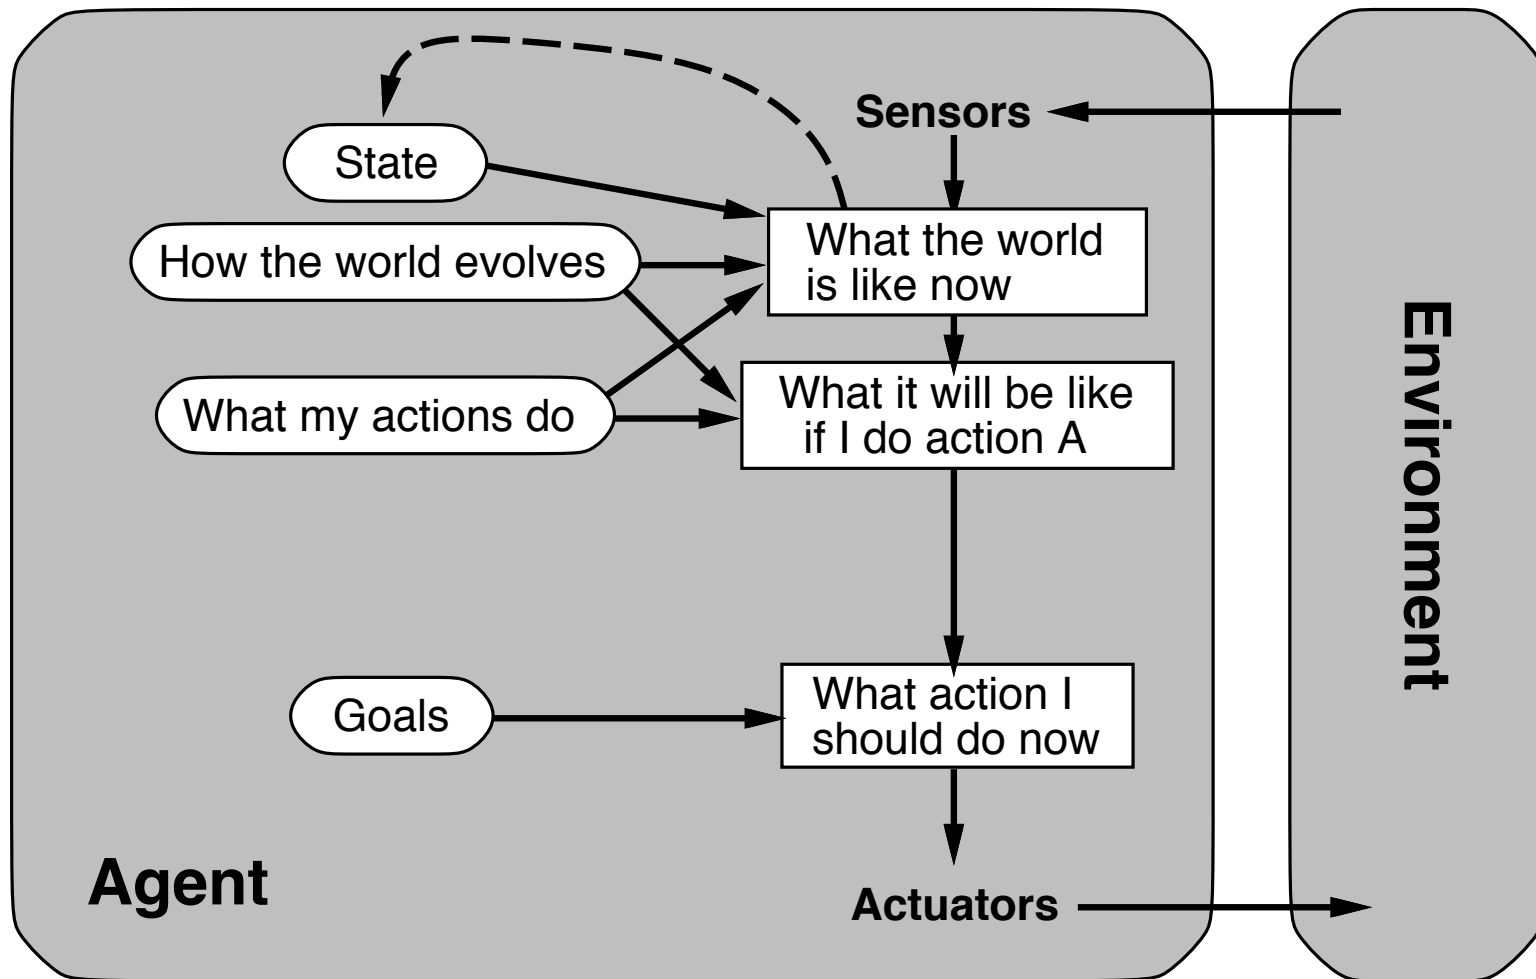 Sensors
State
How the world evolves
What the world
is like now
What my actions do
What it will be like
if I do action A
Goals
What action I
should do now
Agent
Actuators
Environment